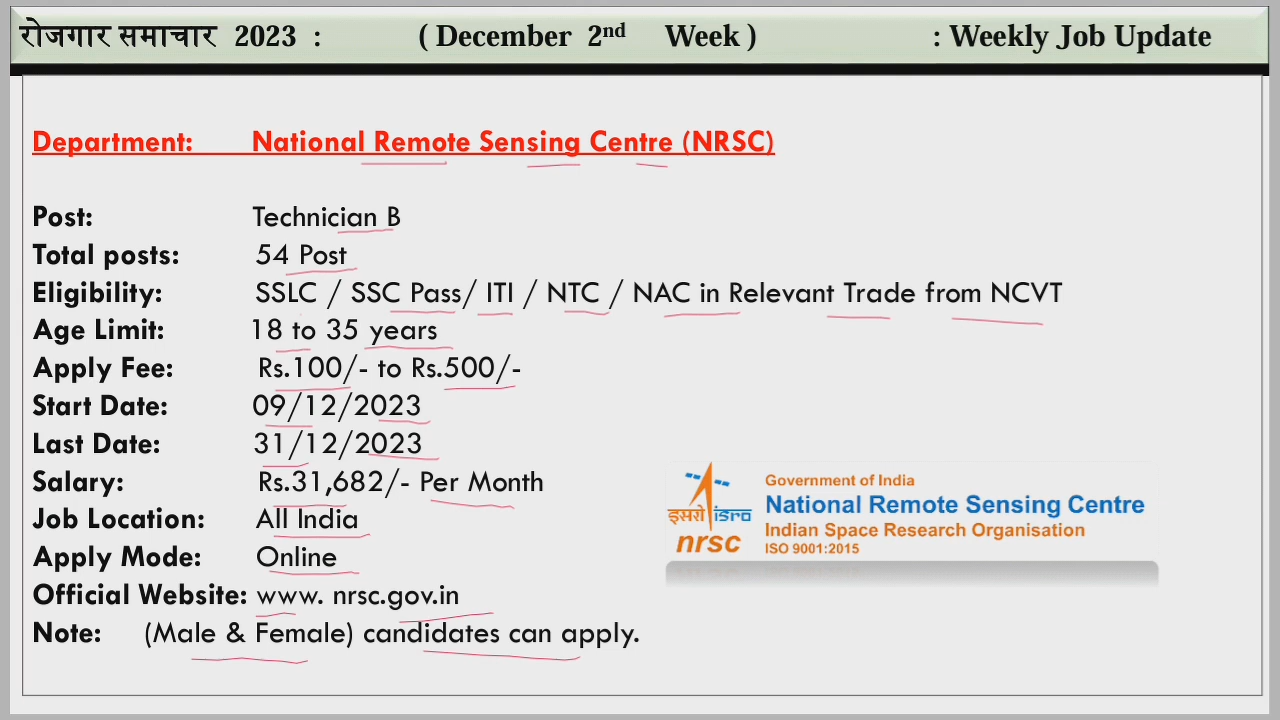 रोजगार समाचार 2023 : ( December 2nd Week ) : Weekly Job Update
Department: National Remote Sensing Centre (NRSC)
Post: Technician B
Total posts: 54 Post
Eligibility: SSLC / SSC Pass/ ITI / NTC / NAC in Relevant Trade from NCVT
Age Limit: 18 to 35 years
Apply Fee: Rs.100/- to Rs.500/-
Start Date: 09/12/2023
Last Date: 31/12/2023
Salary: Rs.31,682/- Per Month
Job Location: All India
Apply Mode: Online
Official Website: www. nrsc.gov.in
Note: (Male & Female) candidates can apply.
इसरो isro
nrsc
Government of India
National Remote Sensing Centre
Indian Space Research Organisation
ISO 9001:2015